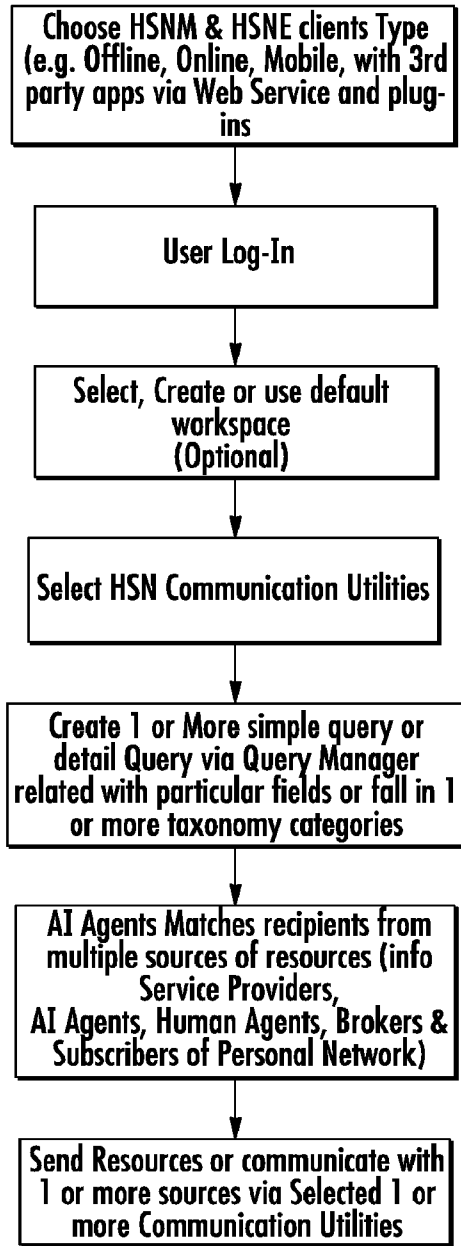 Choose HSNM & HSNE clients Type
(e.g. Offline, Online, Mobile, with 3rd
party apps via Web Service and plug-
ins
User Log-In
Select, Create or use default
workspace
(Optional)
Select HSN Communication Utilities
Create 1 or More simple query or
detail Query via Query Manager
related with particular fields or fall in 1
or more taxonomy categories
AI Agents Matches recipients from
multiple sources of resources (info
Service Providers,
AI Agents, Human Agents, Brokers &
Subscribers of Personal Network)
Send Resources or communicate with
1 or more sources via Selected 1 or
more Communication Utilities